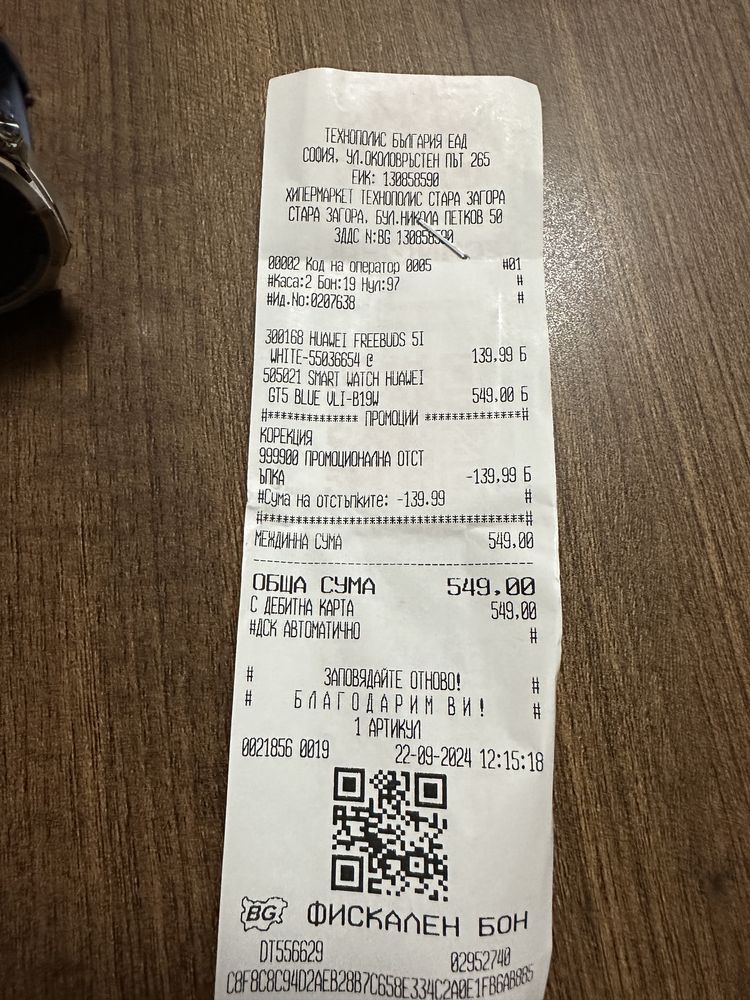 ТЕХНОПОЛИС БЪЛГАРИЯ ЕАД
СОФИЯ, УЛ.ОКОЛОВРЪСТЕН ПЪТ 265
ЕИК: 130858590
ХИПЕРМАРКЕТ ТЕХНОПОЛИС СТАРА ЗАГОРА
СТАРА ЗАГОРА, БУЛ.НИКОЛА ПЕТКОВ 50
ЗДДС N:BG 130858590
00002 Код на оператор 0005 #01
#Каса:2 Бон:19 Нул:97 #
#Ид.No:0207638 #
300168 HUAWEI FREEBUDS 5I
WHITE-55036654 @ 139,99 Б
505021 SMART WATCH HUAWEI
GT5 BLUE VLI-B19W 549,00 Б
#************** ПРОМОЦИИ **************#
КОРЕКЦИЯ
999900 ПРОМОЦИОНАЛНА ОТСТ
ЪПКА -139,99 Б
#Сума на отстъпките: -139.99 #
#**************************************#
МЕЖДИННА СУМА 549,00
ОБЩА СУМА 549,00
С ДЕБИТНА КАРТА 549,00
#ДСК АВТОМАТИЧНО #
# ЗАПОВЯДАЙТЕ ОТНОВО! #
# БЛАГОДАРИМ ВИ! #
1 АРТИКУЛ
0021856 0019 22-09-2024 12:15:18
BG ФИСКАЛЕН БОН
DT556629 02952740
C8F8C8C94D2AEB28B7C658E334C2A0E1FB6AB885